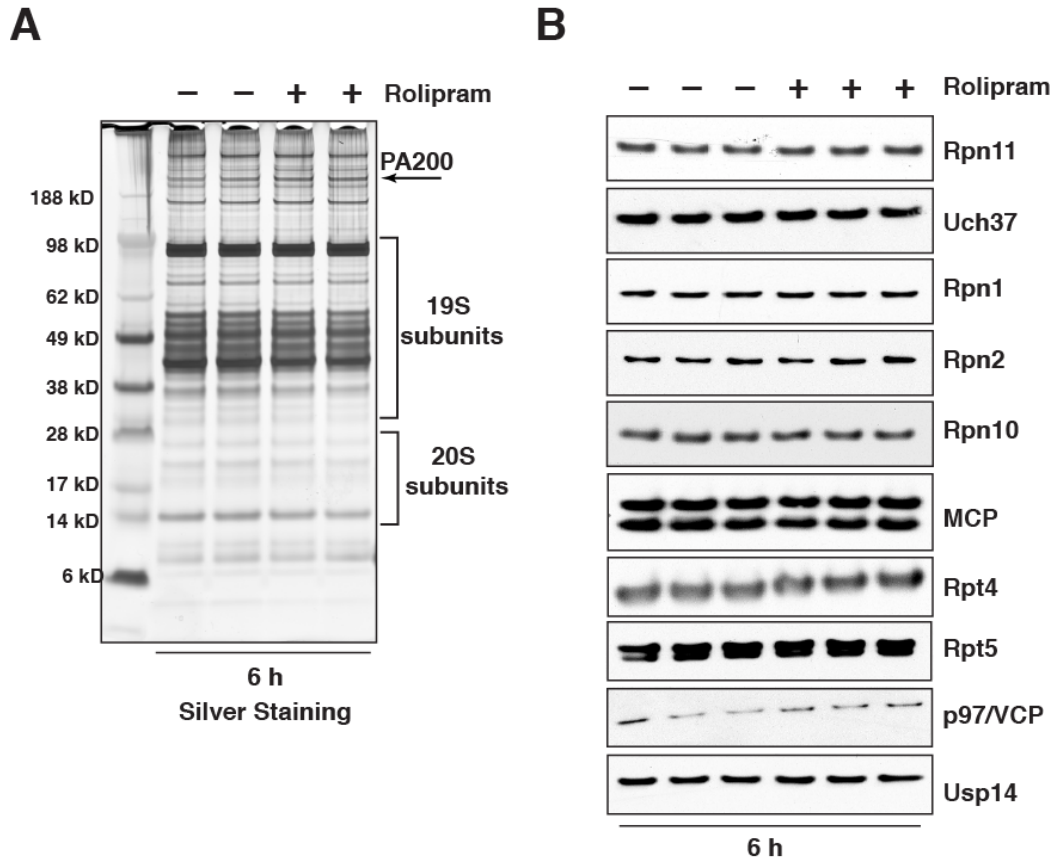 A
− − + + Rolipram
PA200
188 kD
98 kD
62 kD
49 kD
38 kD
28 kD
17 kD
14 kD
6 kD
19S
subunits
20S
subunits
6 h
Silver Staining
B
− − − + + + Rolipram
Rpn11
Uch37
Rpn1
Rpn2
Rpn10
MCP
Rpt4
Rpt5
p97/VCP
Usp14
6 h